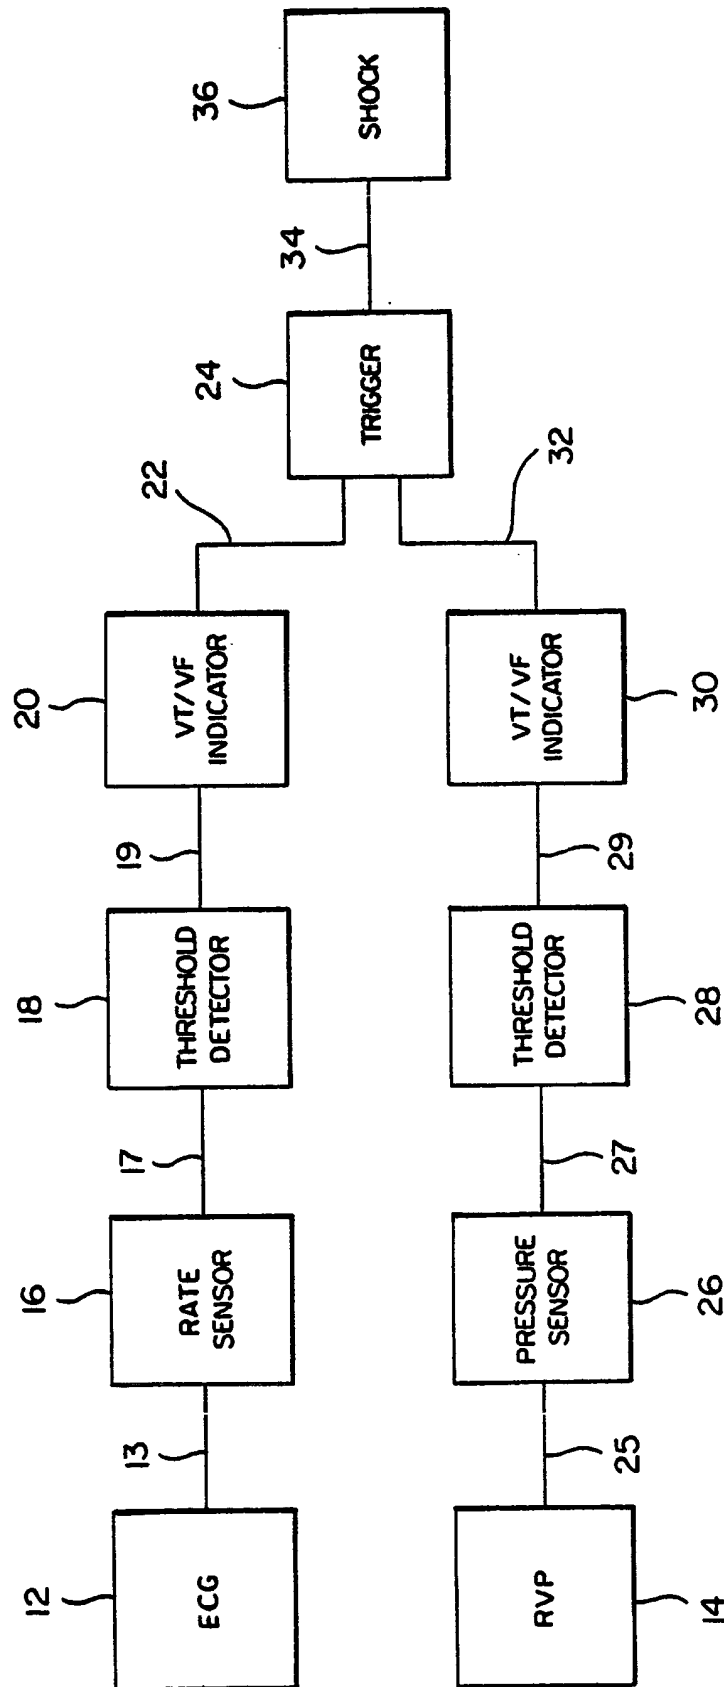 12
ECG
13
16
RATE
SENSOR
17
18
THRESHOLD
DETECTOR
19
20
VT/VF
INDICATOR
22
14
RVP
25
26
PRESSURE
SENSOR
27
28
THRESHOLD
DETECTOR
29
30
VT/VF
INDICATOR
32
24
TRIGGER
34
36
SHOCK